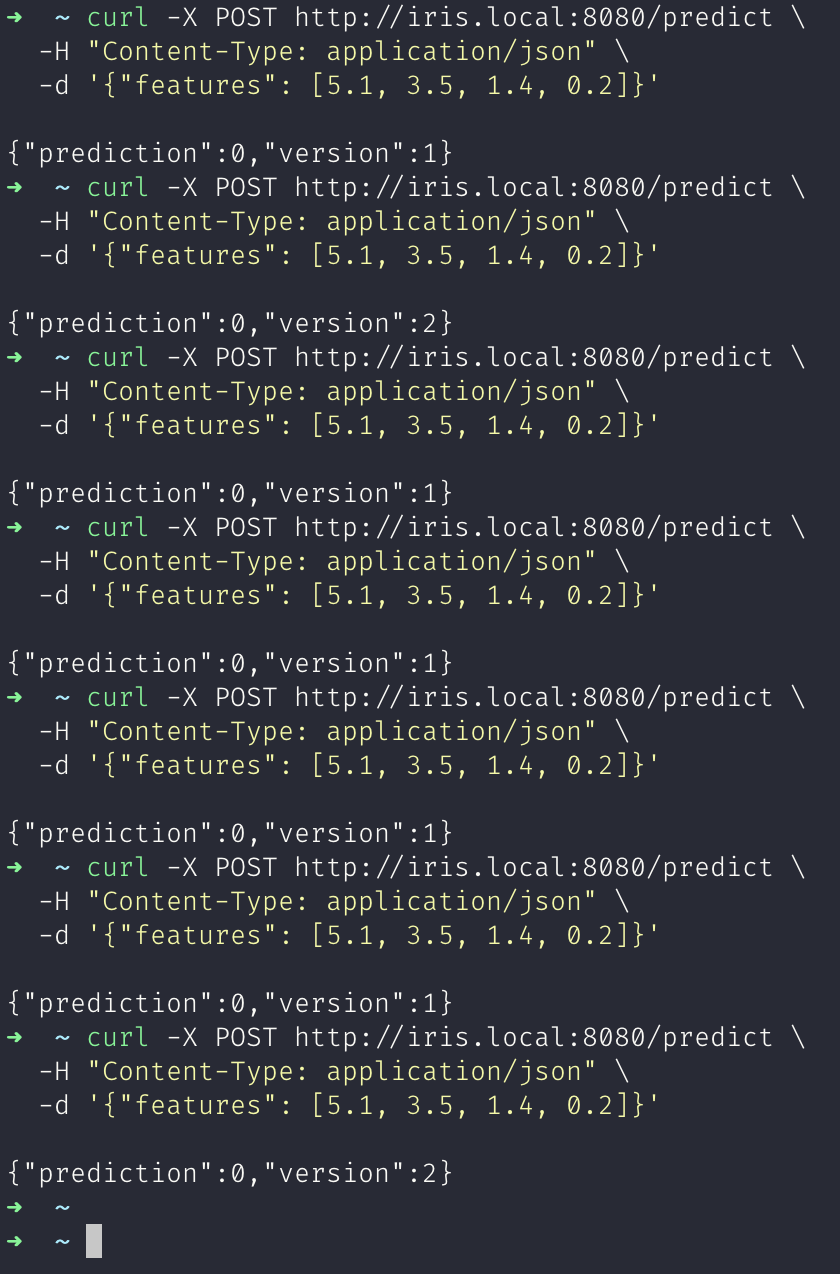 ➜  ~ curl -X POST http://iris.local:8080/predict \
  -H "Content-Type: application/json" \
  -d '{"features": [5.1, 3.5, 1.4, 0.2]}'
{"prediction":0,"version":1}
➜  ~ curl -X POST http://iris.local:8080/predict \
  -H "Content-Type: application/json" \
  -d '{"features": [5.1, 3.5, 1.4, 0.2]}'
{"prediction":0,"version":2}
➜  ~ curl -X POST http://iris.local:8080/predict \
  -H "Content-Type: application/json" \
  -d '{"features": [5.1, 3.5, 1.4, 0.2]}'
{"prediction":0,"version":1}
➜  ~ curl -X POST http://iris.local:8080/predict \
  -H "Content-Type: application/json" \
  -d '{"features": [5.1, 3.5, 1.4, 0.2]}'
{"prediction":0,"version":1}
➜  ~ curl -X POST http://iris.local:8080/predict \
  -H "Content-Type: application/json" \
  -d '{"features": [5.1, 3.5, 1.4, 0.2]}'
{"prediction":0,"version":1}
➜  ~ curl -X POST http://iris.local:8080/predict \
  -H "Content-Type: application/json" \
  -d '{"features": [5.1, 3.5, 1.4, 0.2]}'
{"prediction":0,"version":1}
➜  ~ curl -X POST http://iris.local:8080/predict \
  -H "Content-Type: application/json" \
  -d '{"features": [5.1, 3.5, 1.4, 0.2]}'
{"prediction":0,"version":2}
➜  ~
➜  ~